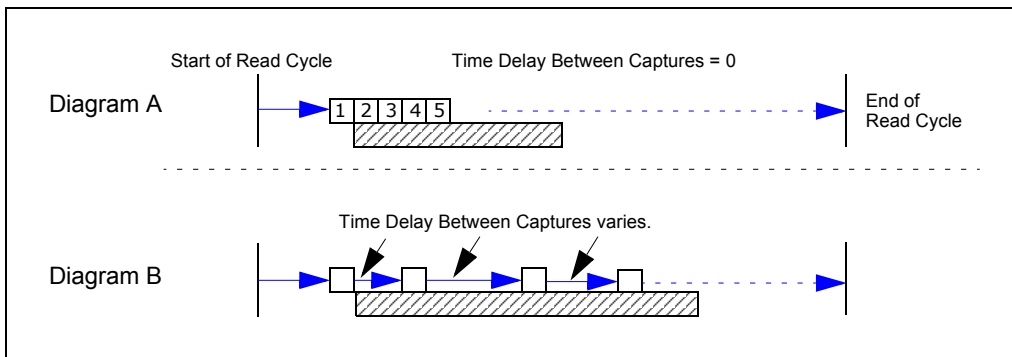 Start of Read Cycle
Time Delay Between Captures = 0
Diagram A
1 2 3 4 5
End of
Read Cycle
Time Delay Between Captures varies.
Diagram B